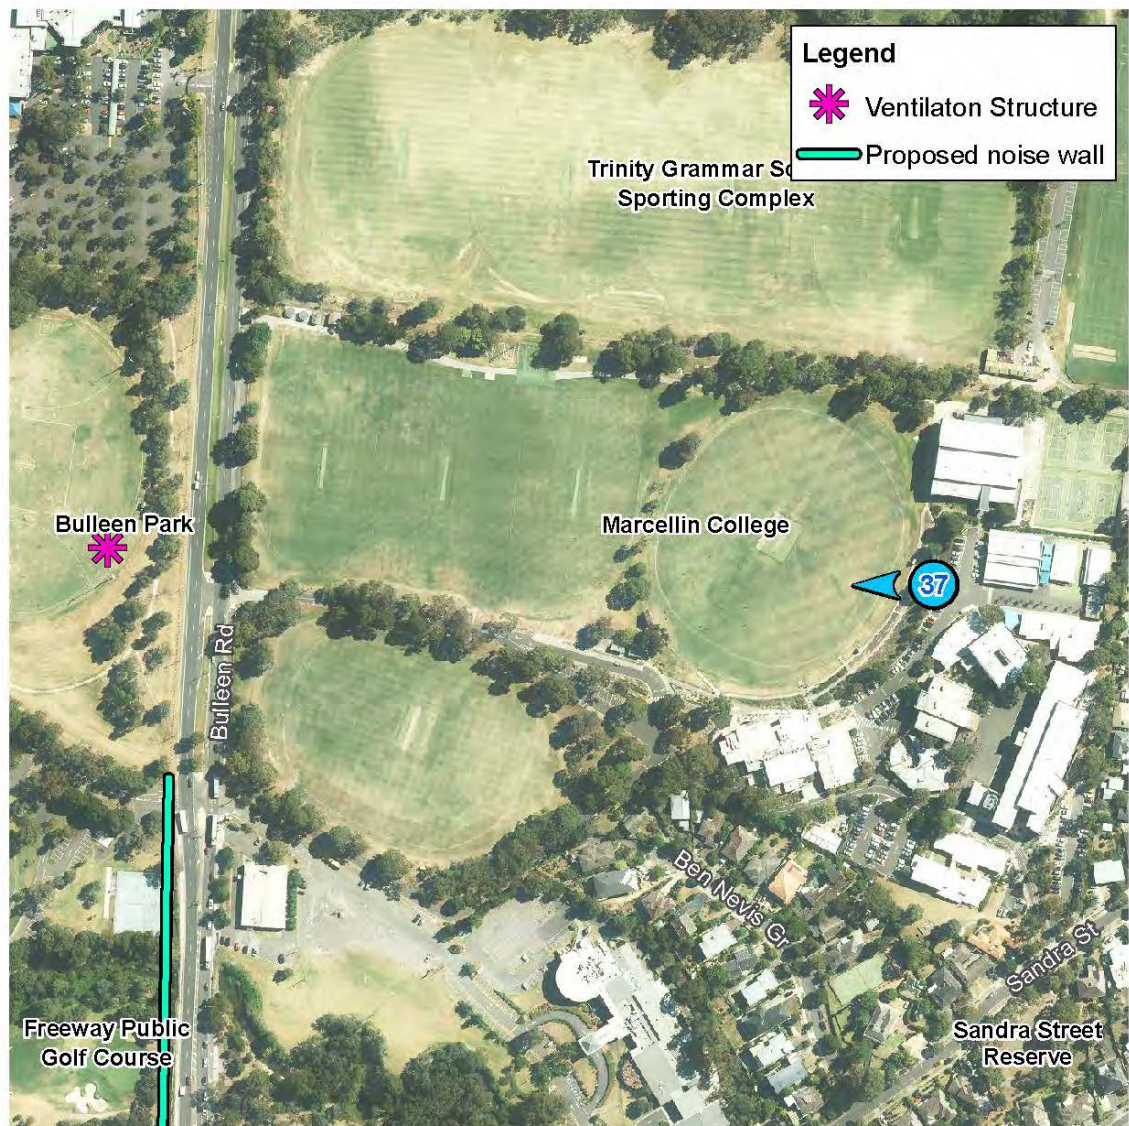 Legend
Ventilaton Structure
Proposed noise wall
Trinity Grammar
Sporting Complex
Bulleen Park
Marcellin College
37
Bulleen Rd
Ben Nevis Gr
Sandra St
Freeway Public
Golf Course
Sandra Street
Reserve